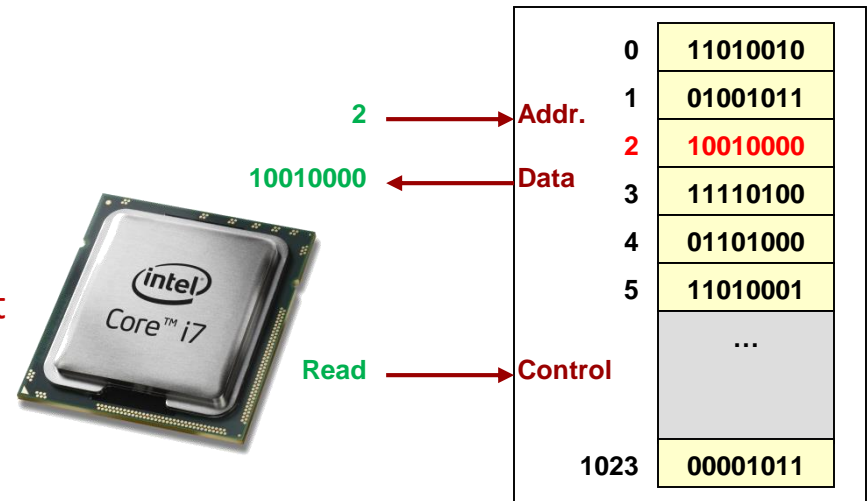 0 11010010
1 01001011
2 Addr.
2 10010000
10010000 Data
3 11110100
4 01101000
5 11010001
intel
Core™ i7
t
...
Read Control
1023 00001011